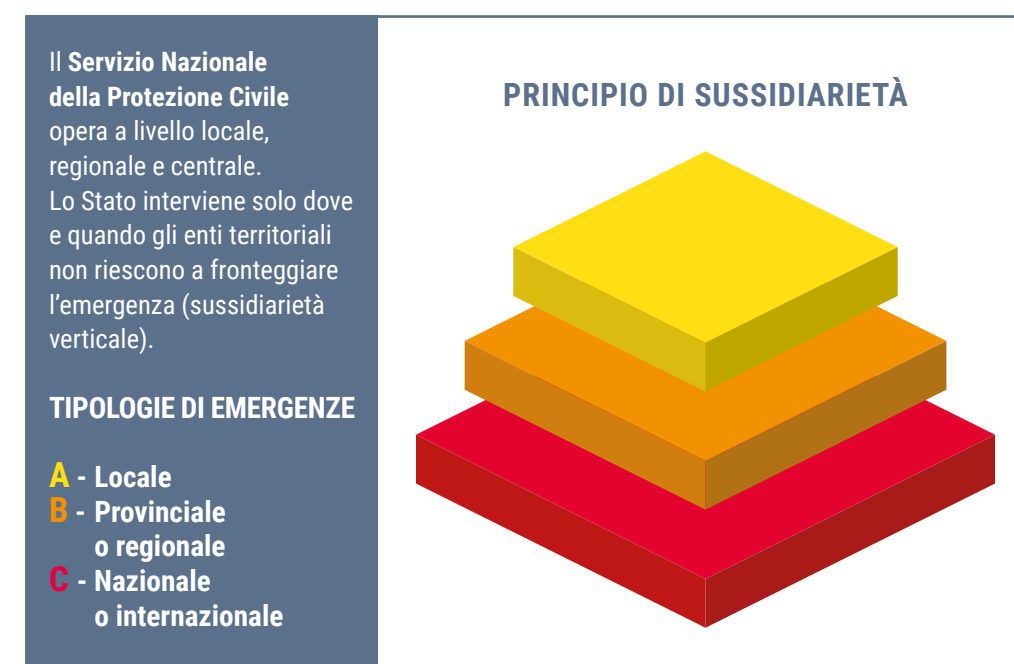 Il Servizio Nazionale
della Protezione Civile
opera a livello locale,
regionale e centrale.
Lo Stato interviene solo dove
e quando gli enti territoriali
non riescono a fronteggiare
l’emergenza (sussidiarietà
verticale).
TIPOLOGIE DI EMERGENZE
A - Locale
B - Provinciale
o regionale
C - Nazionale
o internazionale
PRINCIPIO DI SUSSIDIARIETÀ